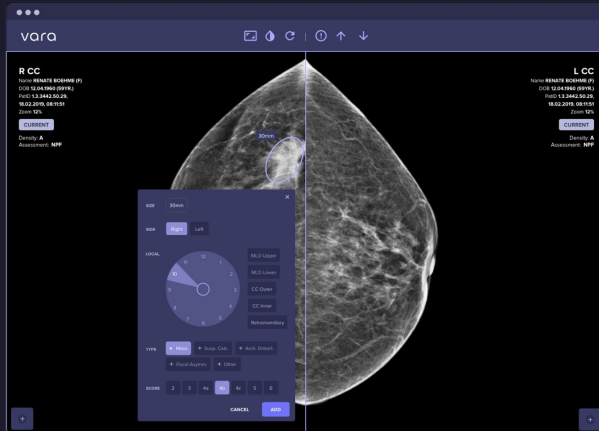 vara
R CC
Name RENATE BOEHME (F)
DOB 12.04.1960 (59YR.)
PatID 1.3.3442.50.29,
18.02.2019, 08:11:51
Zoom 12%
CURRENT
Density: A
Assessment: NPF
L CC
Name RENATE BOEHME (F)
DOB 12.04.1960 (59YR.)
PatID 1.3.3442.50.29,
18.02.2019, 08:11:51
Zoom 12%
CURRENT
Density: A
Assessment: NPF
30mm
SIZE 30mm
SIDE Right Left
LOCAL
12
1
2
3
4
5
6
7
8
9
10
11
MLO Upper
MLO Lower
CC Outer
CC Inner
Retromamillary
TYPE + Mass + Susp. Calc. + Arch. Distort.
+ Focal Asymm. + Other
SCORE 2 3 4a 4b 4c 5 6
CANCEL ADD